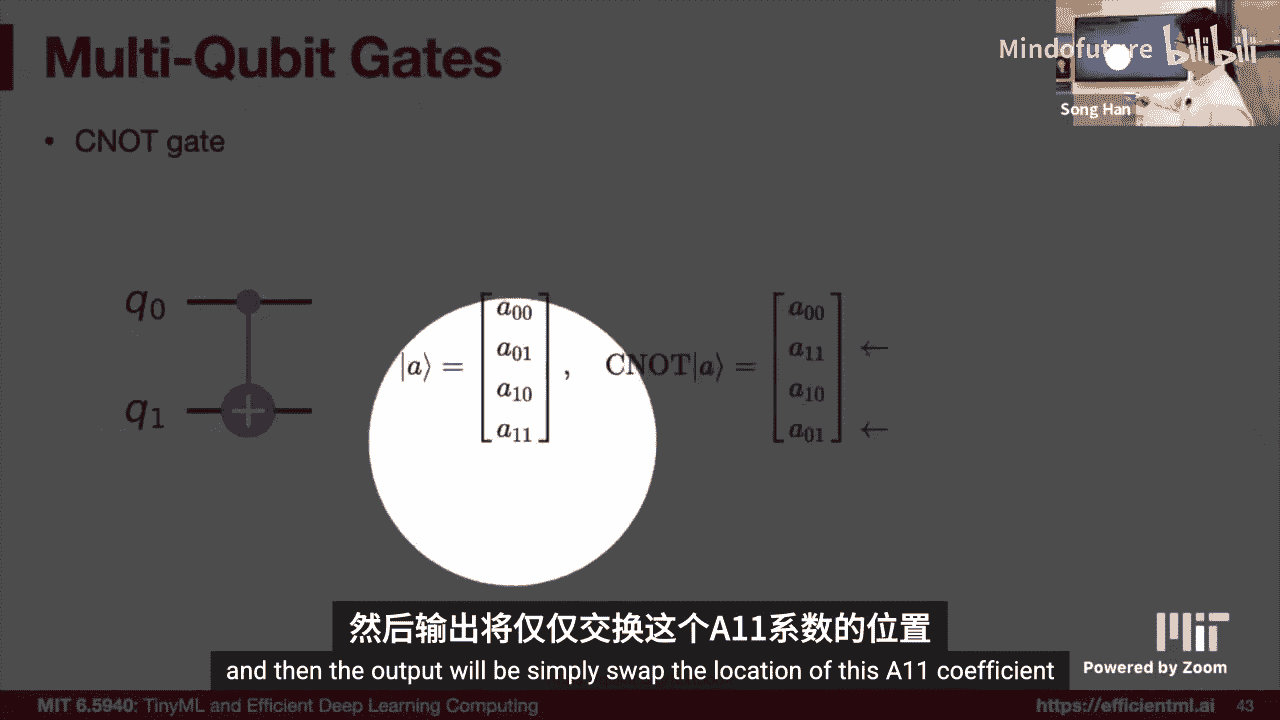 Multi-Qubit Gates
Mindofuture bilibili
Song Han
• CNOT gate
q0
q1
|a⟩ = [a00 a01 a10 a11], CNOT|a⟩ = [a00 a11 ← a10 a01 ←]
然后输出将仅仅交换这个A11系数的位置
and then the output will be simply swap the location of this A11 coefficient
MIT
Powered by Zoom
MIT 6.5940: TinyML and Efficient Deep Learning Computing
https://efficientml.ai
43